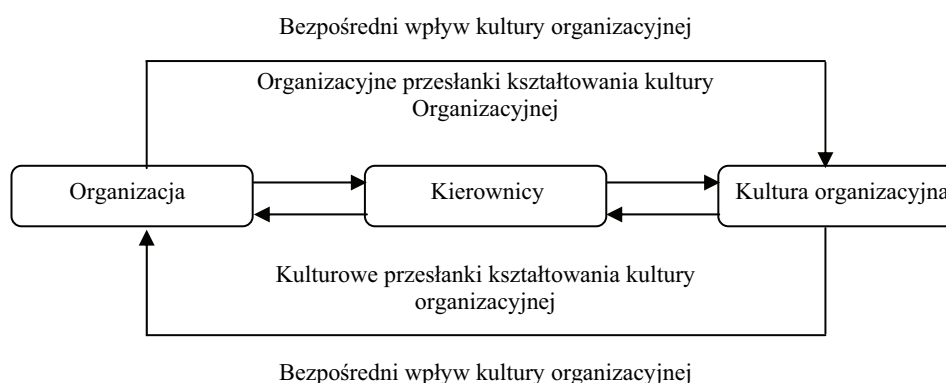 Bezpośredni wpływ kultury organizacyjnej
Organizacyjne przesłanki kształtowania kultury
Organizacyjnej
Organizacja
Kierownicy
Kultura organizacyjna
Kulturowe przesłanki kształtowania kultury
organizacyjnej
Bezpośredni wpływ kultury organizacyjnej